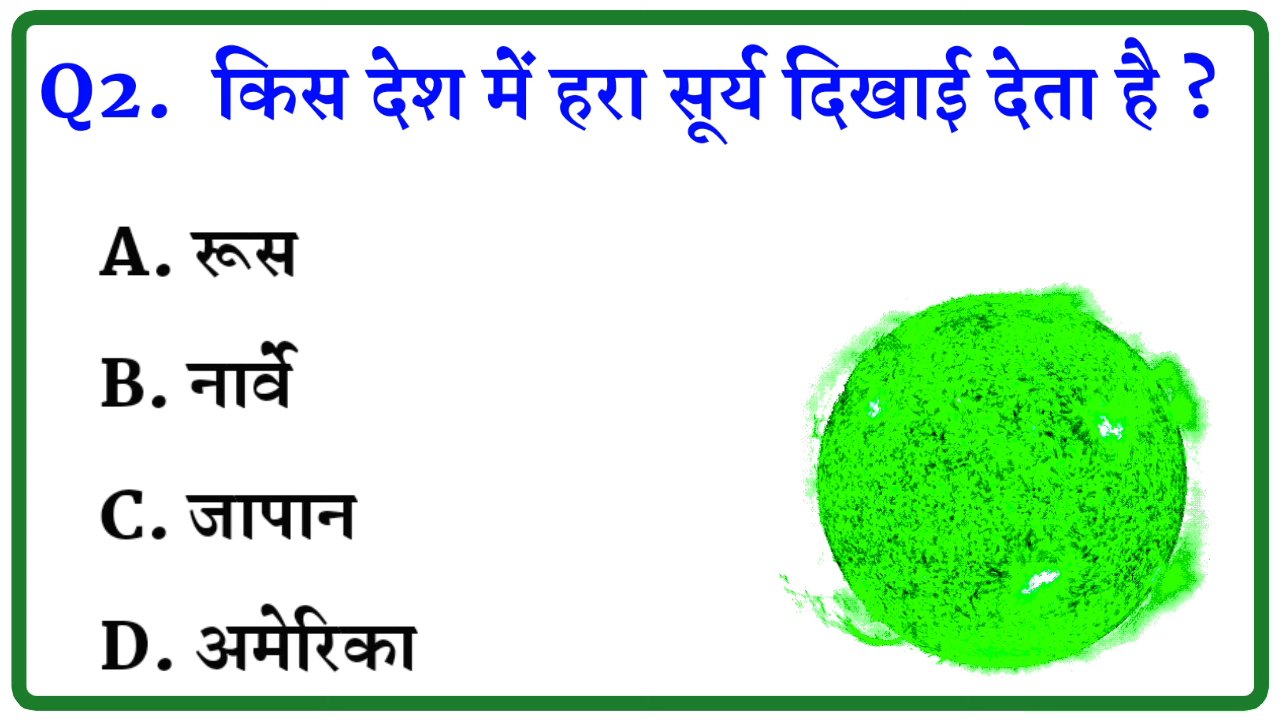 Q2. किस देश में हरा सूर्य दिखाई देता है ?
A. रूस
B. नार्वे
C. जापान
D. अमेरिका